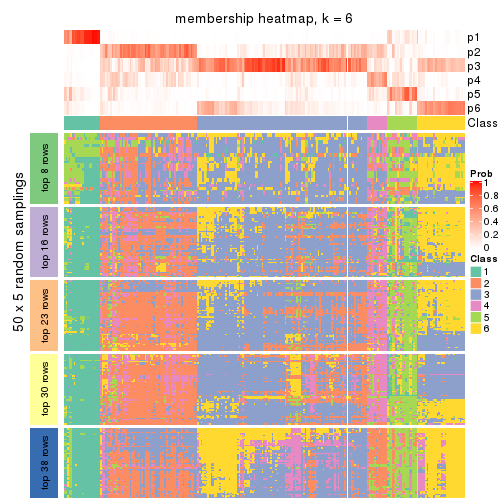 membership heatmap, k = 6
p1
p2
p3
p4
p5
p6
Class
50 x 5 random samplings
top 8 rows
top 16 rows
top 23 rows
top 30 rows
top 38 rows
Prob
1
0.8
0.6
0.4
0.2
0
Class
1
2
3
4
5
6